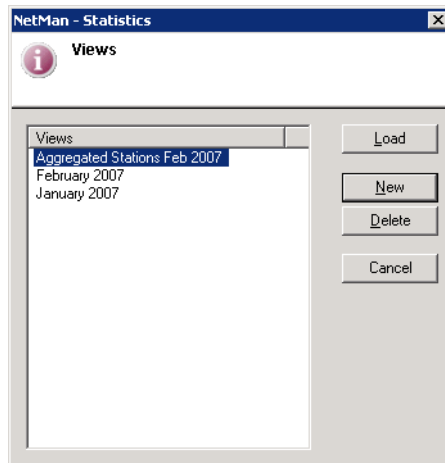 NetMan - Statistics
Views
Views
Aggregated Stations Feb 2007
February 2007
January 2007
Load
New
Delete
Cancel